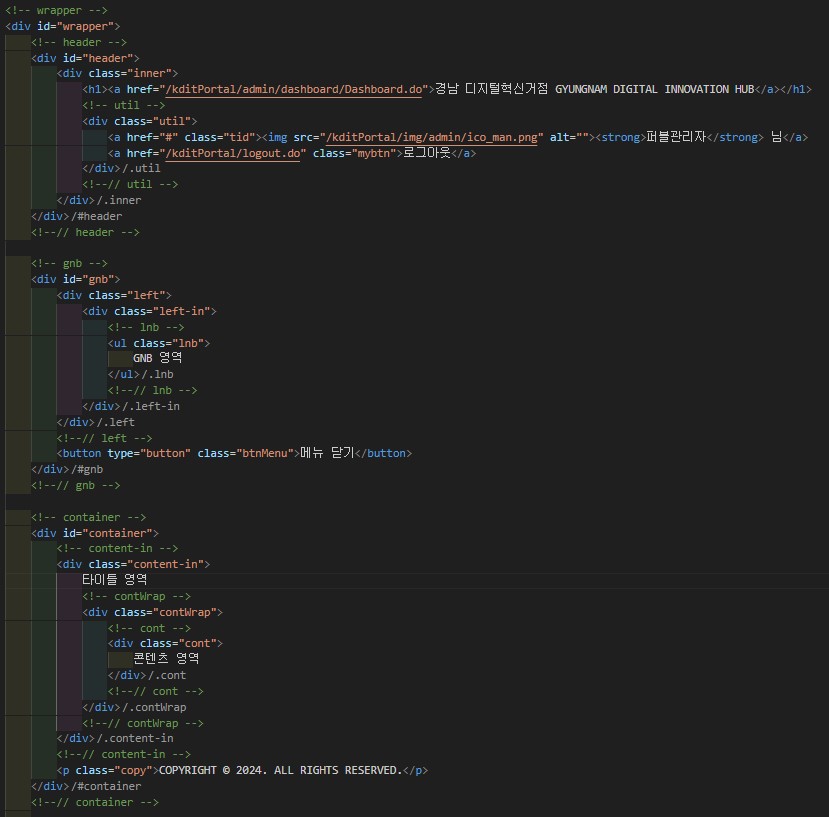 <!-- wrapper -->
<div id="wrapper">
<!-- header -->
<div id="header">
<div class="inner">
<h1><a href="/kditPortal/admin/dashboard/Dashboard.do">경남 디지털혁신거점 GYUNGNAM DIGITAL INNOVATION HUB</a></h1>
<!-- util -->
<div class="util">
<a href="#" class="tid"><img src="/kditPortal/img/admin/ico_man.png" alt=""><strong>퍼블관리자</strong> 님</a>
<a href="/kditPortal/logout.do" class="mybtn">로그아웃</a>
</div>/.util
<!--// util -->
</div>/.inner
</div>/#header
<!--// header -->
<!-- gnb -->
<div id="gnb">
<div class="left">
<div class="left-in">
<!-- lnb -->
<ul class="lnb">
GNB 영역
</ul>/.lnb
<!--// lnb -->
</div>/.left-in
</div>/.left
<!--// left -->
<button type="button" class="btnMenu">메뉴 닫기</button>
</div>/#gnb
<!--// gnb -->
<!-- container -->
<div id="container">
<!-- content-in -->
<div class="content-in">
타이틀 영역
<!-- contWrap -->
<div class="contWrap">
<!-- cont -->
<div class="cont">
콘텐츠 영역
</div>/.cont
<!--// cont -->
</div>/.contWrap
<!--// contWrap -->
</div>/.content-in
<!--// content-in -->
<p class="copy">COPYRIGHT © 2024. ALL RIGHTS RESERVED.</p>
</div>/#container
<!--// container -->